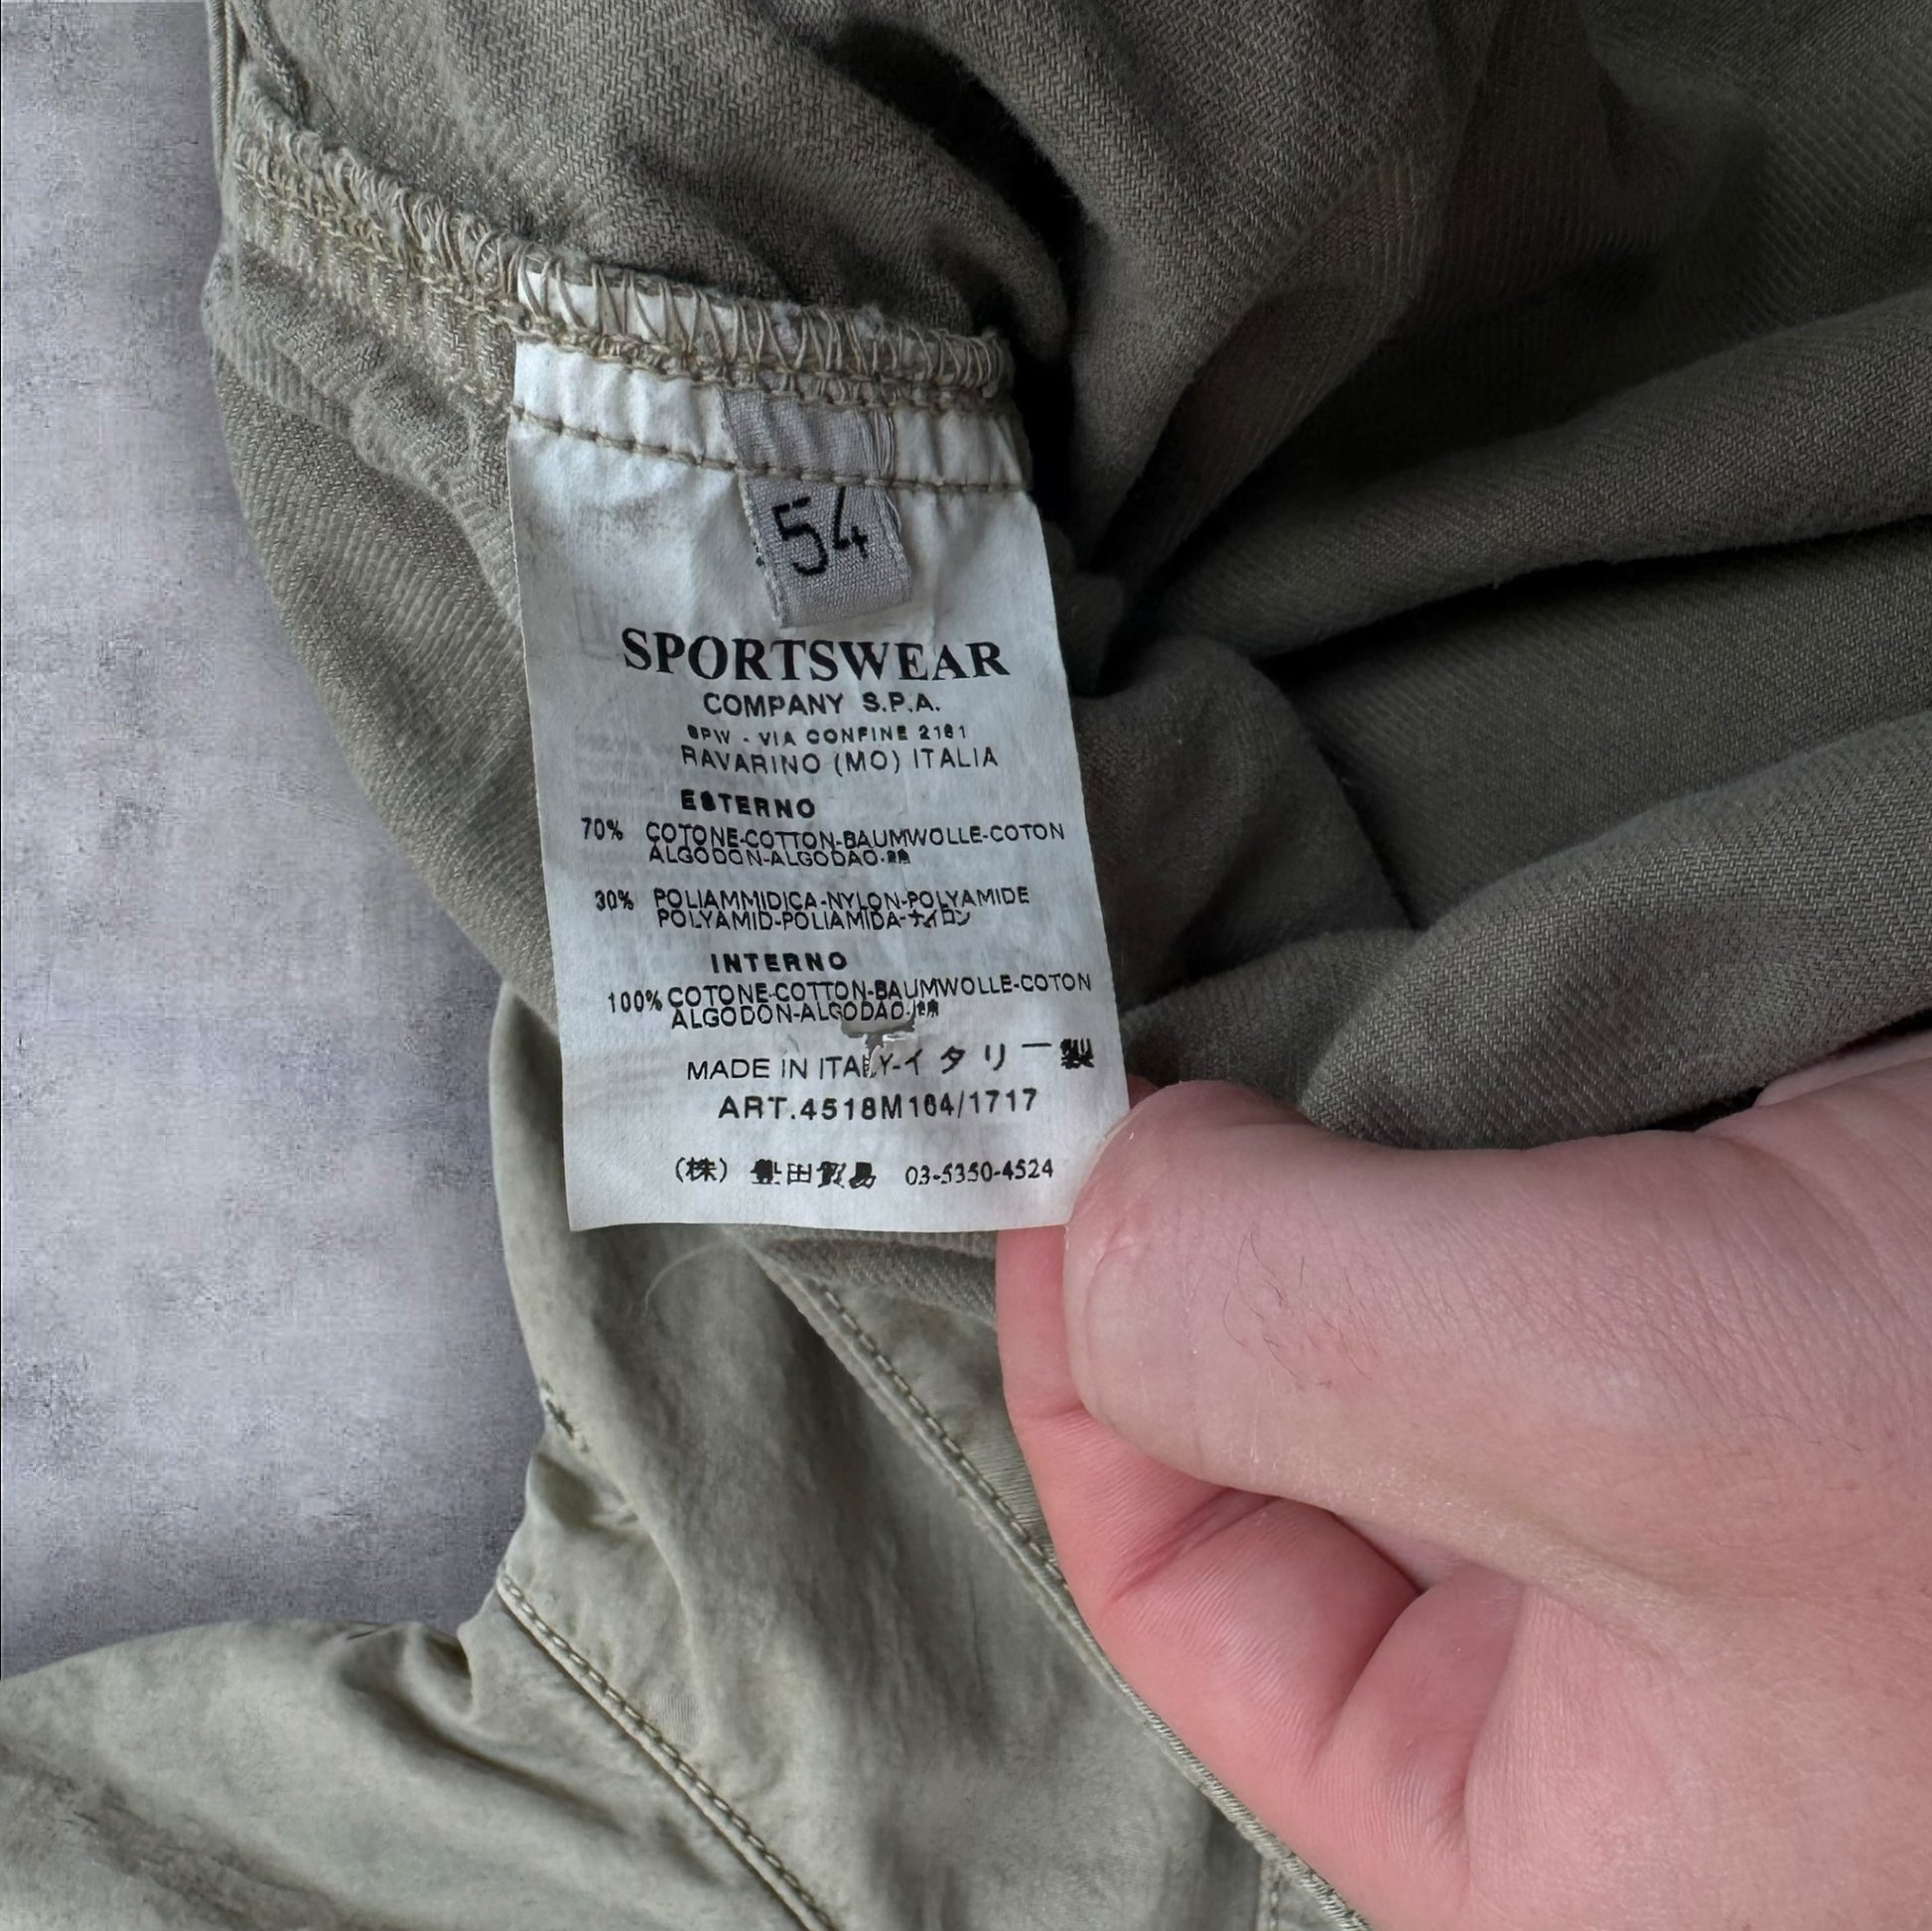 54
SPORTSWEAR
COMPANY S.P.A.
SPW - VIA CONFINE 2161
RAVARINO (MO) ITALIA
ESTERNO
70% COTONE-COTTON-BAUMWOLLE-COTON
ALGODON-ALGODAO-綿
30% POLIAMMIDICA-NYLON-POLYAMIDE
POLYAMID-POLIAMIDA-ナイロン
INTERNO
100% COTONE-COTTON-BAUMWOLLE-COTON
ALGODON-ALGODAO-綿
MADE IN ITALY-イタリー製
ART.4518M164/1717
(株) 豊田貿易 03-5350-4524